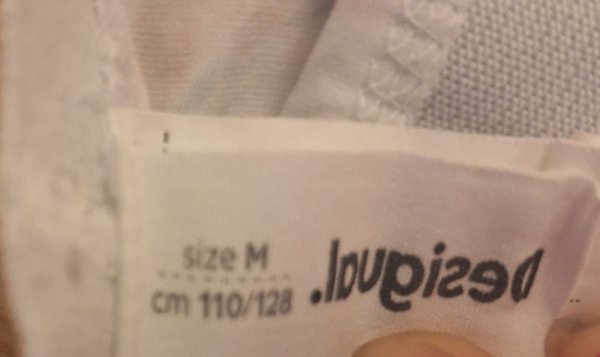 Desigual.
size M
cm 110/128